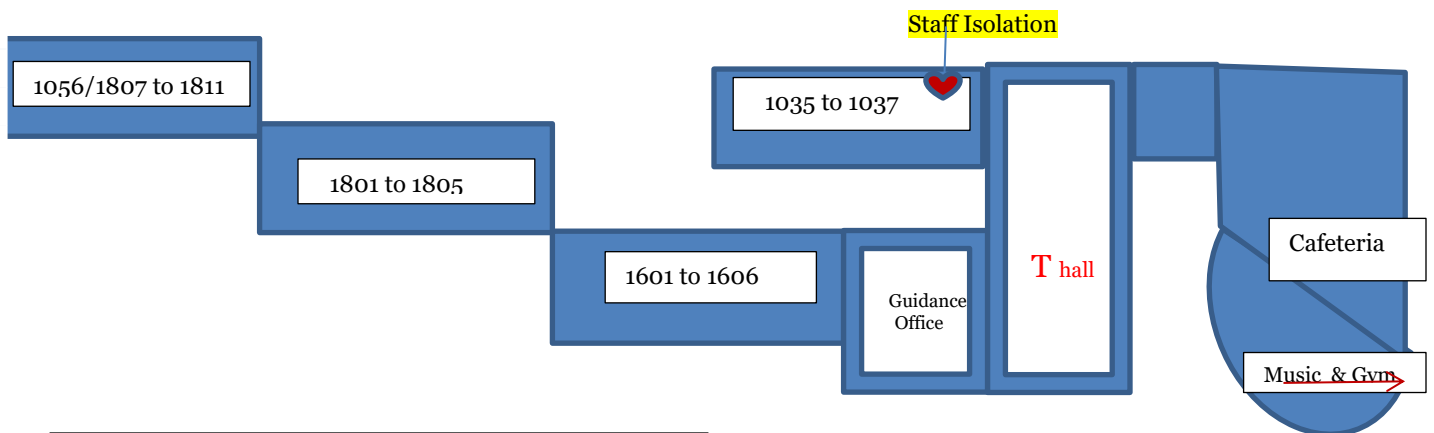 Staff Isolation
1056/1807 to 1811
1035 to 1037
1801 to 1805
Cafeteria
T hall
1601 to 1606
Guidance
Office
Music & Gym